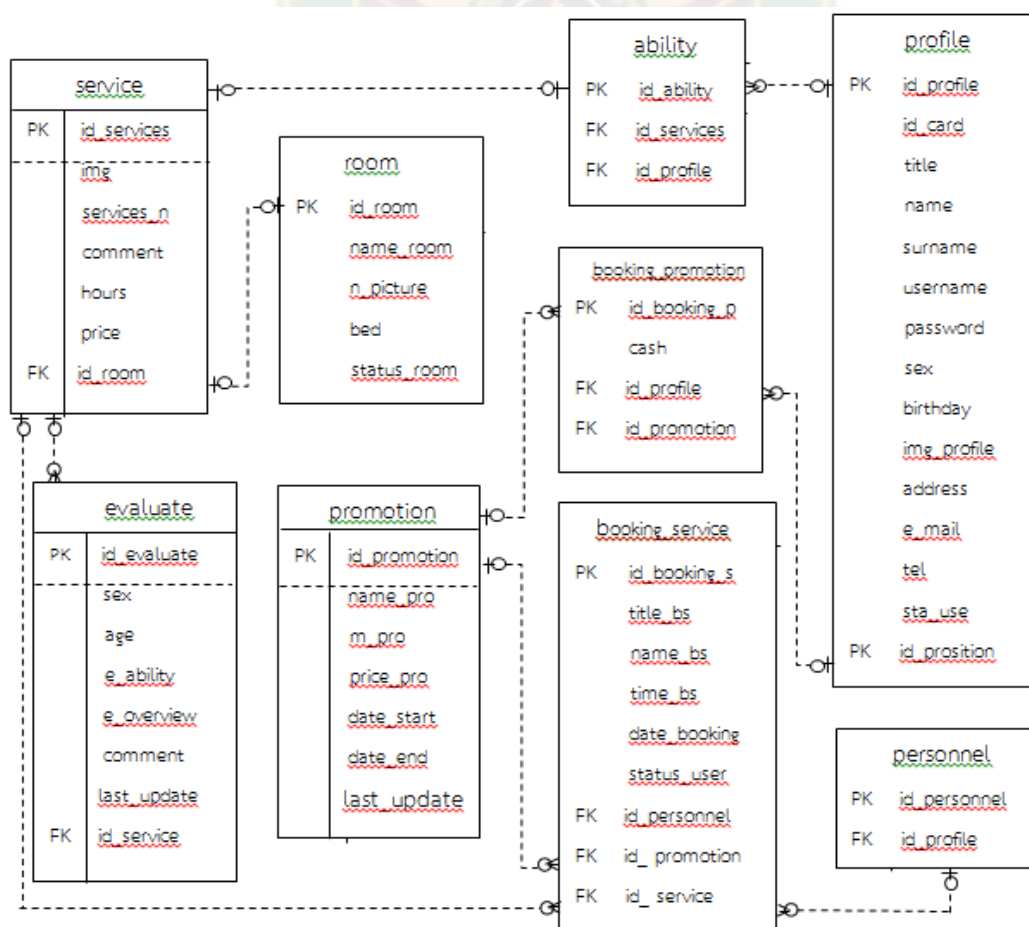 service
PK id_services
img
services_n
comment
hours
price
FK id_room
room
PK id_room
name_room
n_picture
bed
status_room
ability
PK id_ability
FK id_services
FK id_profile
profile
PK id_profile
id_card
title
name
surname
username
password
sex
birthday
img_profile
address
e_mail
tel
sta_use
PK id_prosition
booking_promotion
PK id_booking_p
cash
FK id_profile
FK id_promotion
evaluate
PK id_evaluate
sex
age
e_ability
e_overview
comment
last_update
FK id_service
promotion
PK id_promotion
name_pro
m_pro
price_pro
date_start
date_end
last_update
booking_service
PK id_booking_s
title_bs
name_bs
time_bs
date_booking
status_user
FK id_personnel
FK id_ promotion
FK id_ service
personnel
PK id_personnel
FK id_profile